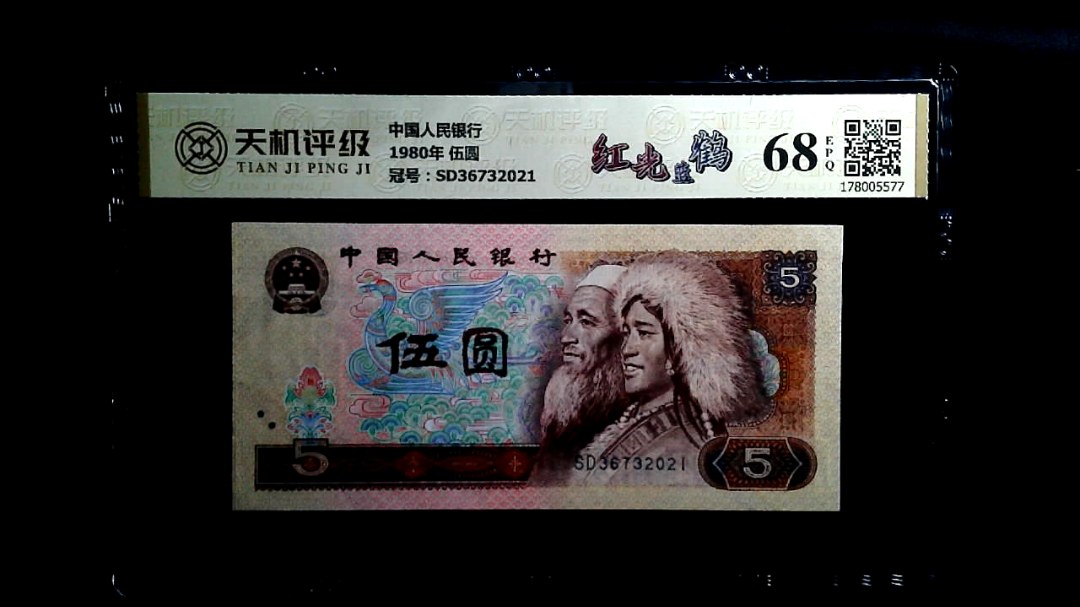 天机评级
TIAN JI PING JI
中国人民银行
1980年 伍圆
冠号：SD36732021
红光蓝鹤
68
EPQ
178005577
中国人民银行
5
伍圆
5
SD36732021
5